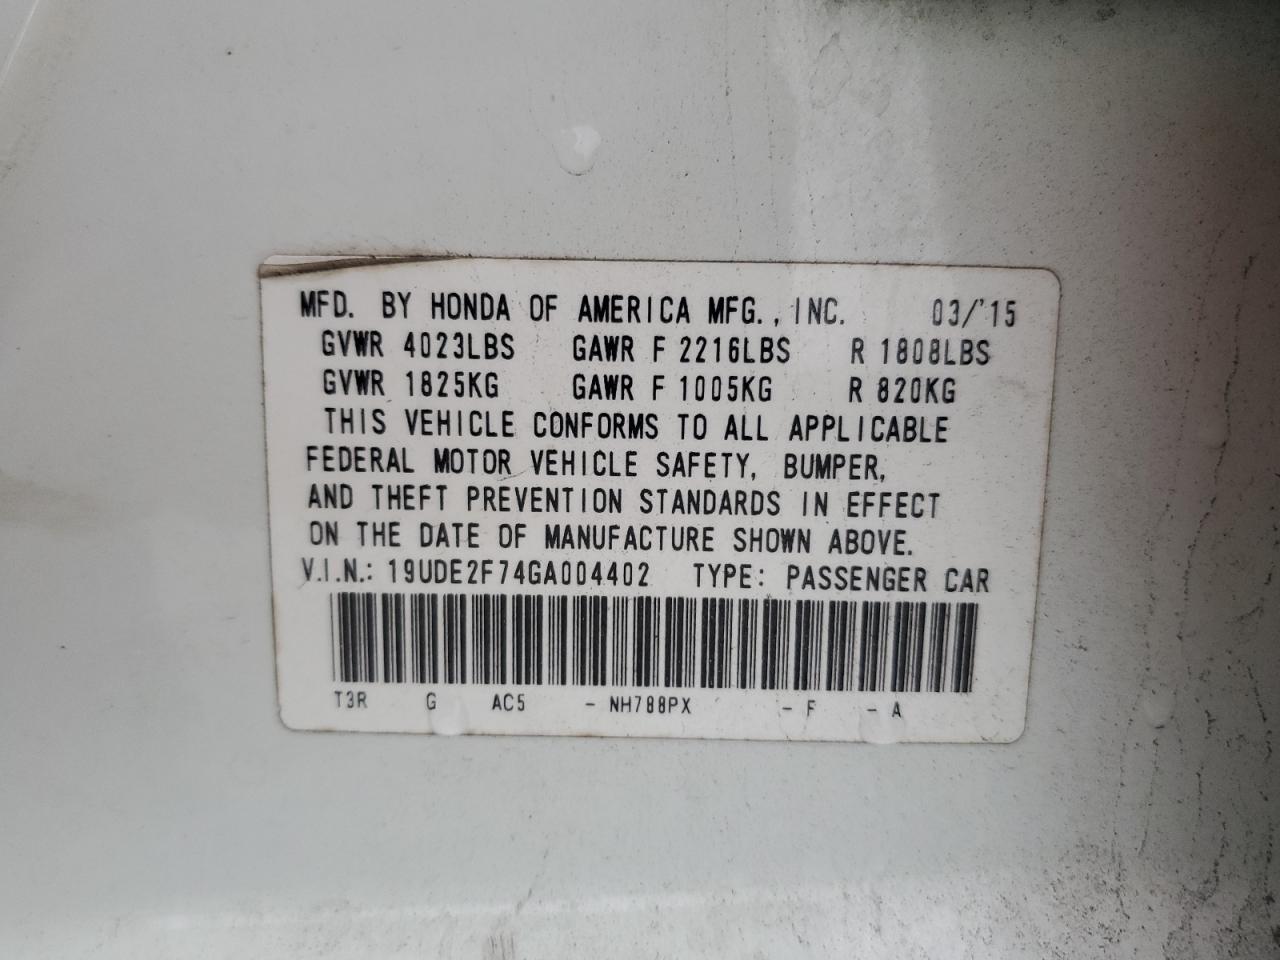 MFD. BY HONDA OF AMERICA MFG., INC. 03/'15
GVWR 4023LBS GAWR F 2216LBS R 1808LBS
GVWR 1825KG GAWR F 1005KG R 820KG
THIS VEHICLE CONFORMS TO ALL APPLICABLE
FEDERAL MOTOR VEHICLE SAFETY, BUMPER,
AND THEFT PREVENTION STANDARDS IN EFFECT
ON THE DATE OF MANUFACTURE SHOWN ABOVE.
V.I.N.: 19UDE2F74GA004402 TYPE: PASSENGER CAR
T3R G AC5 - NH788PX - F - A